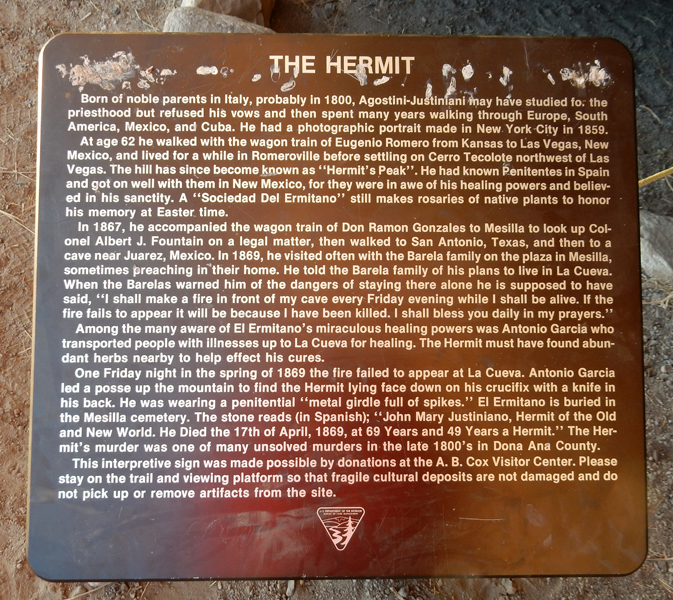 THE HERMIT
Born of noble parents in Italy, probably in 1800, Agostini-Justiniani may have studied for the
priesthood but refused his vows and then spent many years walking through Europe, South
America, Mexico, and Cuba. He had a photographic portrait made in New York City in 1859.
At age 62 he walked with the wagon train of Eugenio Romero from Kansas to Las Vegas, New
Mexico, and lived for a while in Romeroville before settling on Cerro Tecolote northwest of Las
Vegas. The hill has since become known as ‘‘Hermit's Peak’’. He had known Penitentes in Spain
and got on well with them in New Mexico, for they were in awe of his healing powers and believ-
ed in his sanctity. A ‘‘Sociedad Del Ermitano’’ still makes rosaries of native plants to honor
his memory at Easter time.
In 1867, he accompanied the wagon train of Don Ramon Gonzales to Mesilla to look up Col-
onel Albert J. Fountain on a legal matter, then walked to San Antonio, Texas, and then to a
cave near Juarez, Mexico. In 1869, he visited often with the Barela family on the plaza in Mesilla,
sometimes preaching in their home. He told the Barela family of his plans to live in La Cueva.
When the Barelas warned him of the dangers of staying there alone he is supposed to have
said, ‘‘I shall make a fire in front of my cave every Friday evening while I shall be alive. If the
fire fails to appear it will be because I have been killed. I shall bless you daily in my prayers.’’
Among the many aware of El Ermitano's miraculous healing powers was Antonio Garcia who
transported people with illnesses up to La Cueva for healing. The Hermit must have found abun-
dant herbs nearby to help effect his cures.
One Friday night in the spring of 1869 the fire failed to appear at La Cueva. Antonio Garcia
led a posse up the mountain to find the Hermit lying face down on his crucifix with a knife in
his back. He was wearing a penitential ‘‘metal girdle full of spikes.’’ El Ermitano is buried in
the Mesilla cemetery. The stone reads (in Spanish); ‘‘John Mary Justiniano, Hermit of the Old
and New World. He Died the 17th of April, 1869, at 69 Years and 49 Years a Hermit.’’ The Her-
mit's murder was one of many unsolved murders in the late 1800's in Dona Ana County.
This interpretive sign was made possible by donations at the A. B. Cox Visitor Center. Please
stay on the trail and viewing platform so that fragile cultural deposits are not damaged and do
not pick up or remove artifacts from the site.